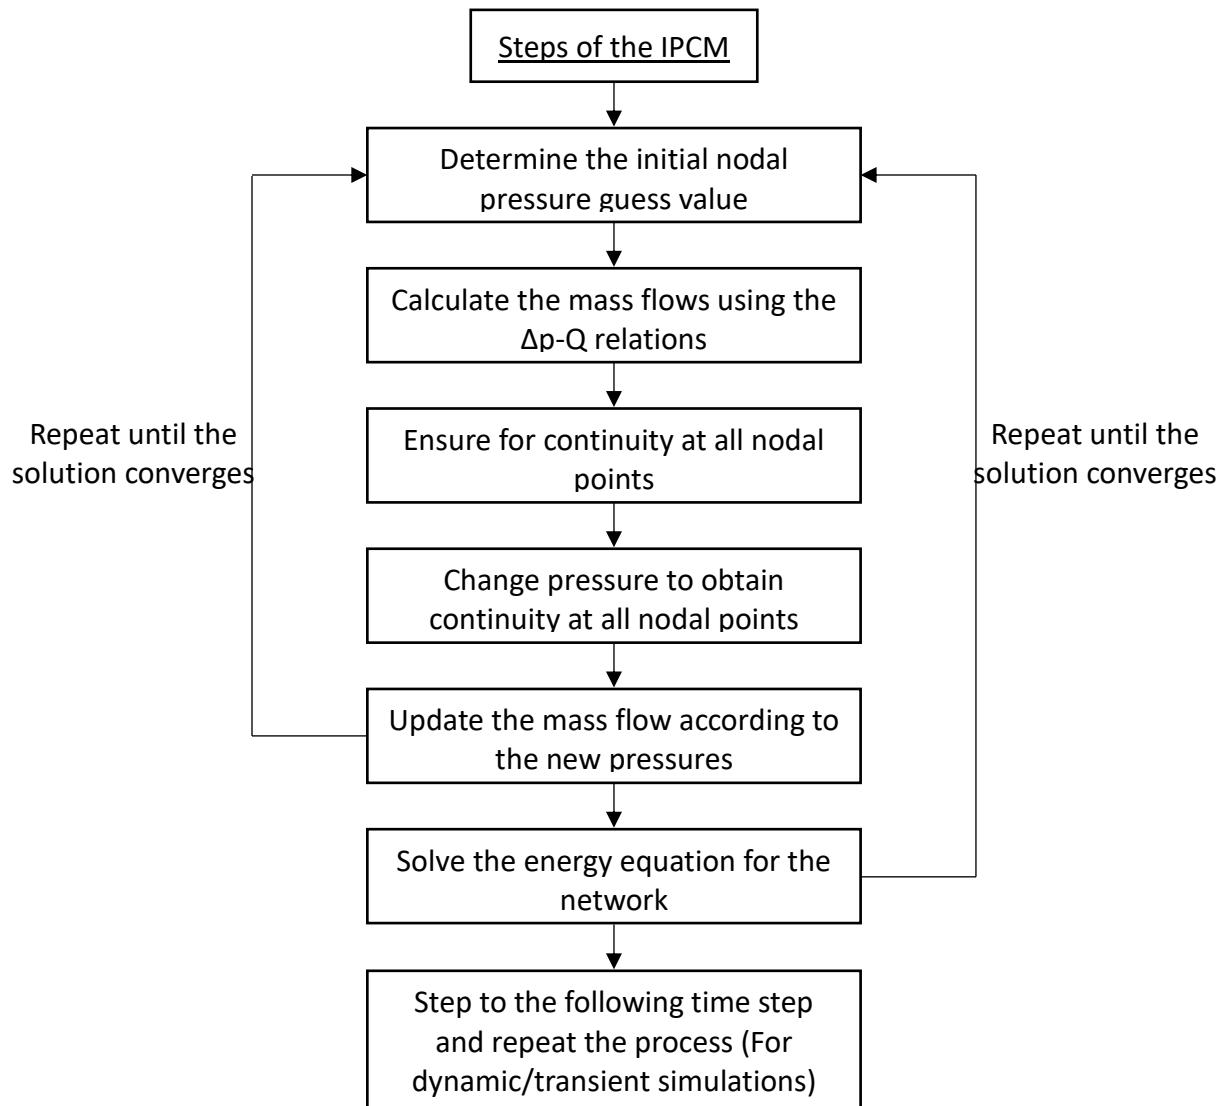 Steps of the IPCM
Determine the initial nodal
pressure guess value
Calculate the mass flows using the
Δp-Q relations
Repeat until the
solution converges
Ensure for continuity at all nodal
points
Repeat until the
solution converges
Change pressure to obtain
continuity at all nodal points
Update the mass flow according to
the new pressures
Solve the energy equation for the
network
Step to the following time step
and repeat the process (For
dynamic/transient simulations)